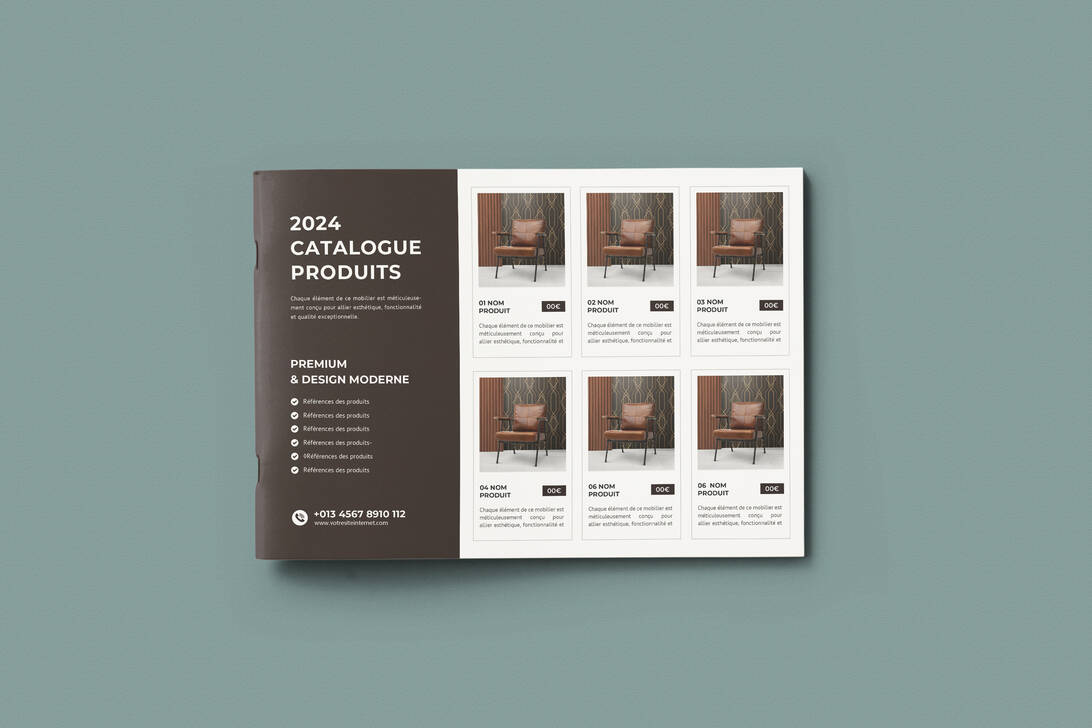 2024
CATALOGUE
PRODUITS
Chaque élément de ce mobilier est méticuleuse-
ment conçu pour allier esthétique, fonctionnalité
et qualité exceptionnelle.
PREMIUM
& DESIGN MODERNE
Références des produits
Références des produits
Références des produits
Références des produits-
◊Références des produits
Références des produits
+013 4567 8910 112
www.votresiteinternet.com
01 NOM
PRODUIT
00€
Chaque élément de ce mobilier est
méticuleusement conçu pour
allier esthétique, fonctionnalité et
02 NOM
PRODUIT
00€
Chaque élément de ce mobilier est
méticuleusement conçu pour
allier esthétique, fonctionnalité et
03 NOM
PRODUIT
00€
Chaque élément de ce mobilier est
méticuleusement conçu pour
allier esthétique, fonctionnalité et
04 NOM
PRODUIT
00€
Chaque élément de ce mobilier est
méticuleusement conçu pour
allier esthétique, fonctionnalité et
06 NOM
PRODUIT
00€
Chaque élément de ce mobilier est
méticuleusement conçu pour
allier esthétique, fonctionnalité et
06 NOM
PRODUIT
00€
Chaque élément de ce mobilier est
méticuleusement conçu pour
allier esthétique, fonctionnalité et